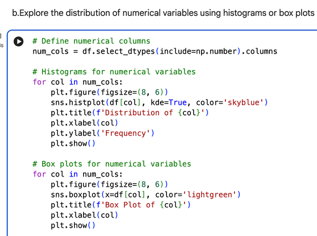 b.Explore the distribution of numerical variables using histograms or box plots
# Define numerical columns
num_cols = df.select_dtypes(include=np.number).columns
# Histograms for numerical variables
for col in num_cols:
    plt.figure(figsize=(8, 6))
    sns.histplot(df[col], kde=True, color='skyblue')
    plt.title(f'Distribution of {col}')
    plt.xlabel(col)
    plt.ylabel('Frequency')
    plt.show()
# Box plots for numerical variables
for col in num_cols:
    plt.figure(figsize=(8, 6))
    sns.boxplot(x=df[col], color='lightgreen')
    plt.title(f'Box Plot of {col}')
    plt.xlabel(col)
    plt.show()